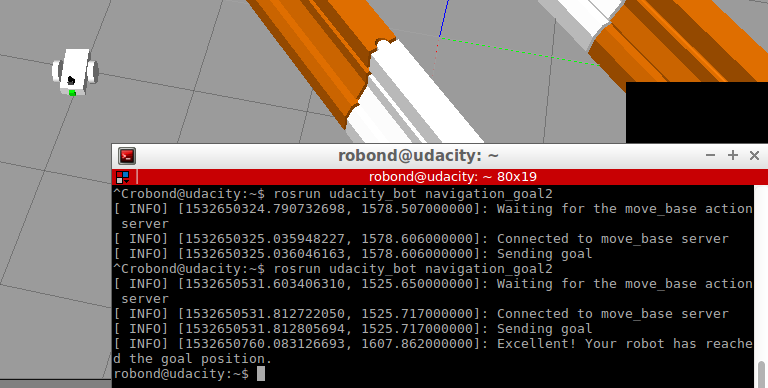 robond@udacity: ~
robond@udacity: ~ 80x19
^Crobond@udacity:~$ rosrun udacity_bot navigation_goal2
[ INFO] [1532650324.790732698, 1578.507000000]: Waiting for the move_base action
 server
[ INFO] [1532650325.035948227, 1578.606000000]: Connected to move_base server
[ INFO] [1532650325.036046163, 1578.606000000]: Sending goal
^Crobond@udacity:~$ rosrun udacity_bot navigation_goal2
[ INFO] [1532650531.603406310, 1525.650000000]: Waiting for the move_base action
 server
[ INFO] [1532650531.812722050, 1525.717000000]: Connected to move_base server
[ INFO] [1532650531.812805694, 1525.717000000]: Sending goal
[ INFO] [1532650760.083126693, 1607.862000000]: Excellent! Your robot has reache
d the goal position.
robond@udacity:~$